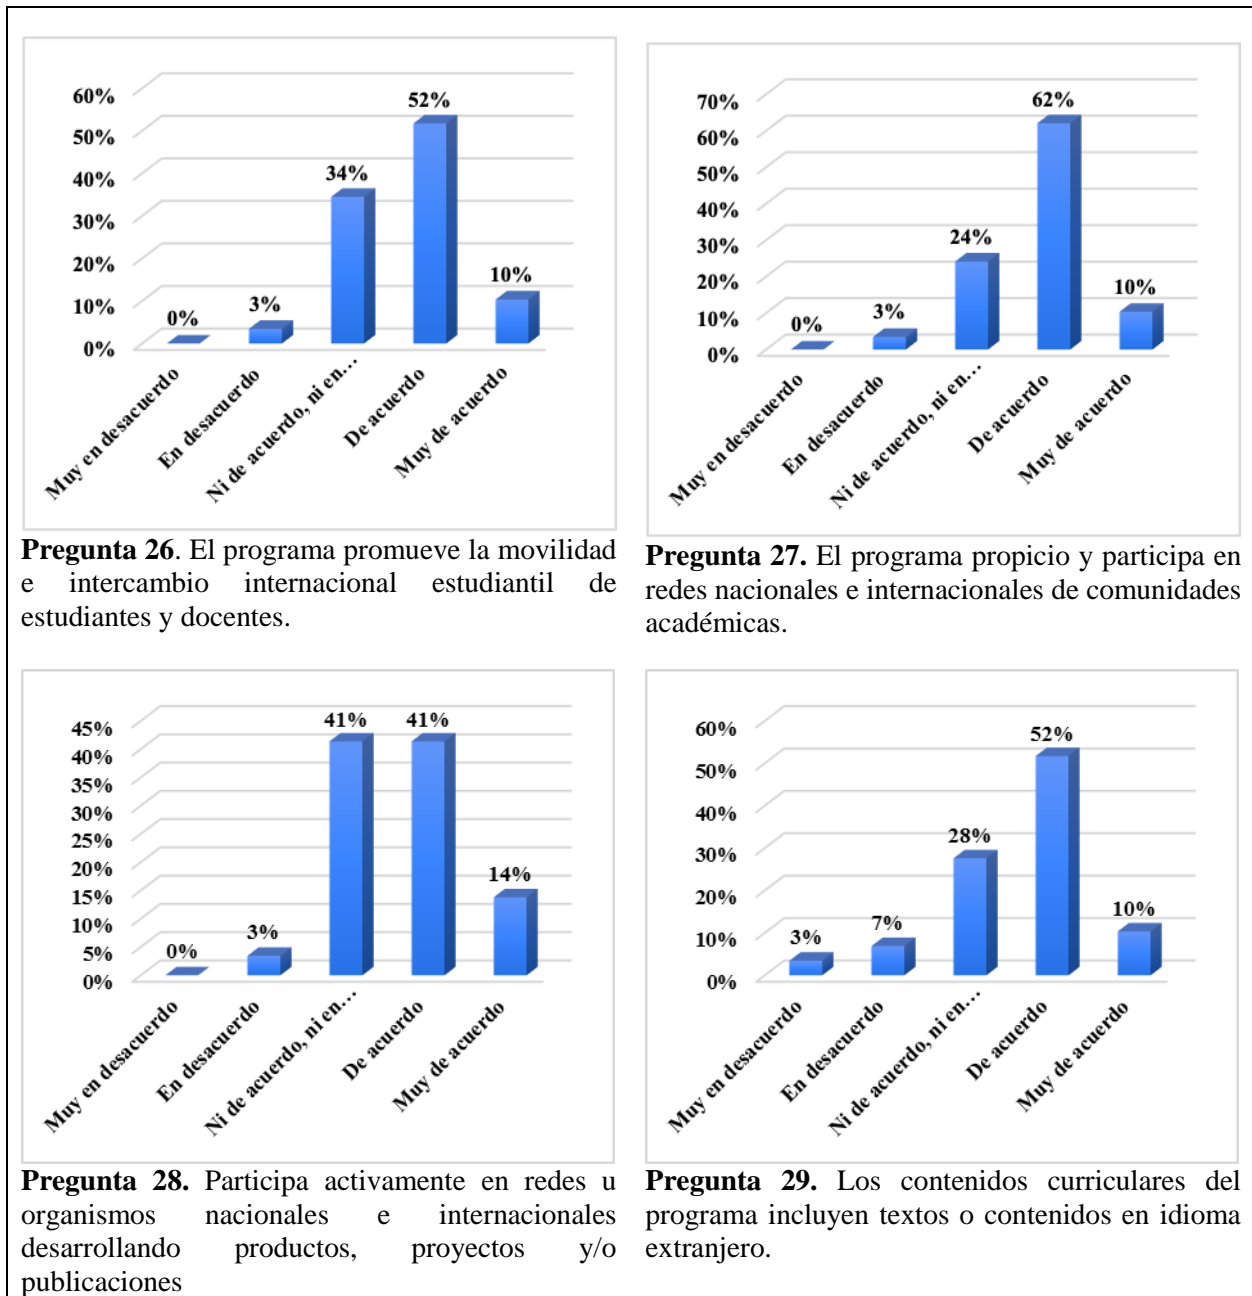 60%
50%
40%
30%
20%
10%
0%
0%
3%
34%
52%
10%
Muy en desacuerdo
En desacuerdo
Ni de acuerdo, ni en…
De acuerdo
Muy de acuerdo
Pregunta 26. El programa promueve la movilidad
e intercambio internacional estudiantil de
estudiantes y docentes.
70%
60%
50%
40%
30%
20%
10%
0%
0%
3%
24%
62%
10%
Muy en desacuerdo
En desacuerdo
Ni de acuerdo, ni en…
De acuerdo
Muy de acuerdo
Pregunta 27. El programa propicio y participa en
redes nacionales e internacionales de comunidades
académicas.
45%
40%
35%
30%
25%
20%
15%
10%
5%
0%
0%
3%
41%
41%
14%
Muy en desacuerdo
En desacuerdo
Ni de acuerdo, ni en…
De acuerdo
Muy de acuerdo
Pregunta 28. Participa activamente en redes u
organismos nacionales e internacionales
desarrollando productos, proyectos y/o
publicaciones
60%
50%
40%
30%
20%
10%
0%
3%
7%
28%
52%
10%
Muy en desacuerdo
En desacuerdo
Ni de acuerdo, ni en…
De acuerdo
Muy de acuerdo
Pregunta 29. Los contenidos curriculares del
programa incluyen textos o contenidos en idioma
extranjero.